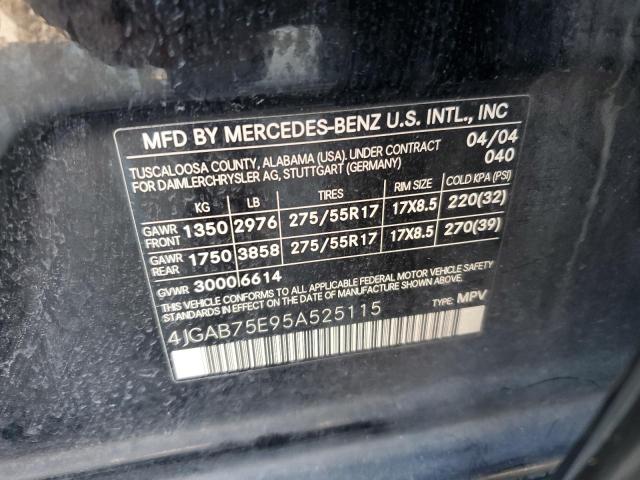 MFD BY MERCEDES-BENZ U.S. INTL., INC
TUSCALOOSA COUNTY, ALABAMA (USA). UNDER CONTRACT 04/04
FOR DAIMLERCHRYSLER AG, STUTTGART (GERMANY) 040
KG LB TIRES RIM SIZE COLD KPA (PSI)
GAWR FRONT 1350 2976 275/55R17 17X8.5 220(32)
GAWR REAR 1750 3858 275/55R17 17X8.5 270(39)
GVWR 3000 6614
THIS VEHICLE CONFORMS TO ALL APPLICABLE FEDERAL MOTOR VEHICLE SAFETY
AND THEFT PREVENTION STANDARDS IN EFFECT ON THE DATE OF MANUFACTURE SHOWN ABOVE.
4JGAB75E95A525115 TYPE: MPV